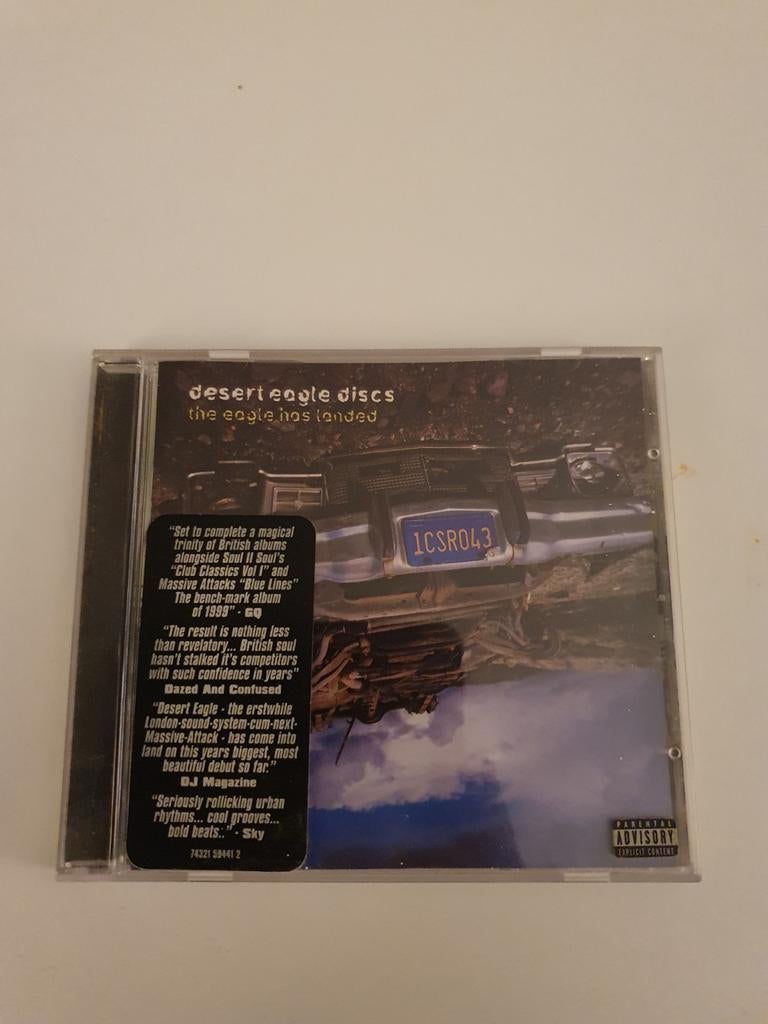 desert eagle discs
the eagle has landed
1CSR043
"Set to complete a magical
trinity of British albums
alongside Soul II Soul's
"Club Classics Vol I" and
Massive Attacks "Blue Lines"
The bench-mark album
of 1999" - GQ
"The result is nothing less
than revelatory... British soul
hasn't stalked it's competitors
with such confidence in years"
Dazed And Confused
"Desert Eagle - the erstwhile
London-sound-system-cum-next-
Massive-Attack - has come into
land on this years biggest, most
beautiful debut so far."
DJ Magazine
"Seriously rollicking urban
rhythms... cool grooves...
bold beats.." - Sky
74321 59441 2
PARENTAL
ADVISORY
EXPLICIT CONTENT